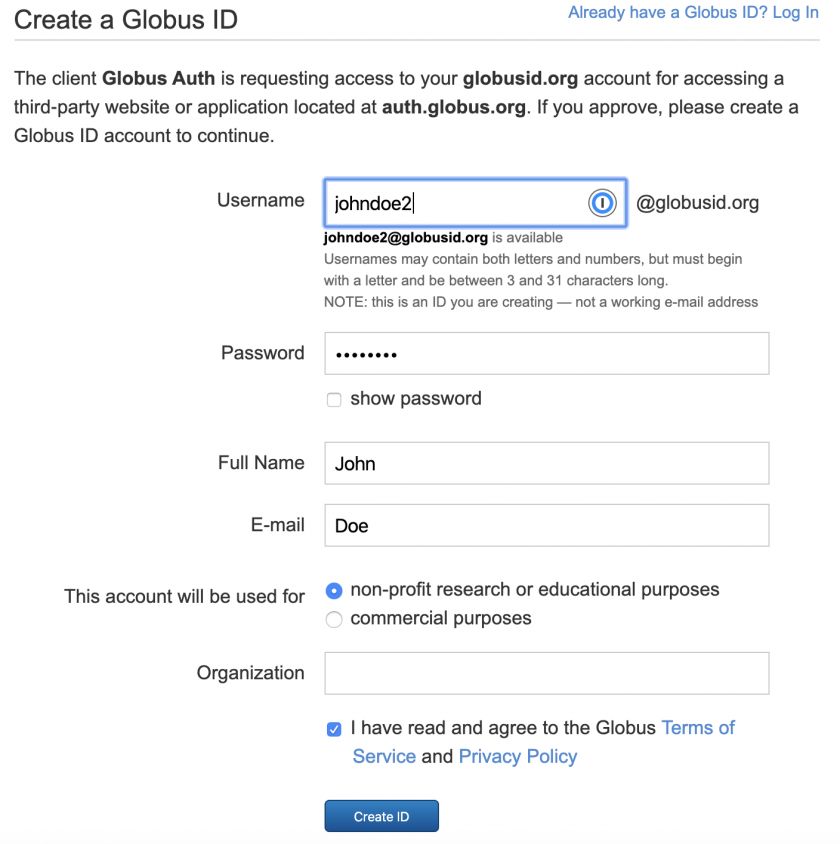 Create a Globus ID
Already have a Globus ID? Log In
The client Globus Auth is requesting access to your globusid.org account for accessing a
third-party website or application located at auth.globus.org. If you approve, please create a
Globus ID account to continue.
Username johndoe2 @globusid.org
johndoe2@globusid.org is available
Usernames may contain both letters and numbers, but must begin
with a letter and be between 3 and 31 characters long.
NOTE: this is an ID you are creating — not a working e-mail address
Password ••••••••
show password
Full Name John
E-mail Doe
This account will be used for non-profit research or educational purposes
commercial purposes
Organization
I have read and agree to the Globus Terms of
Service and Privacy Policy
Create ID